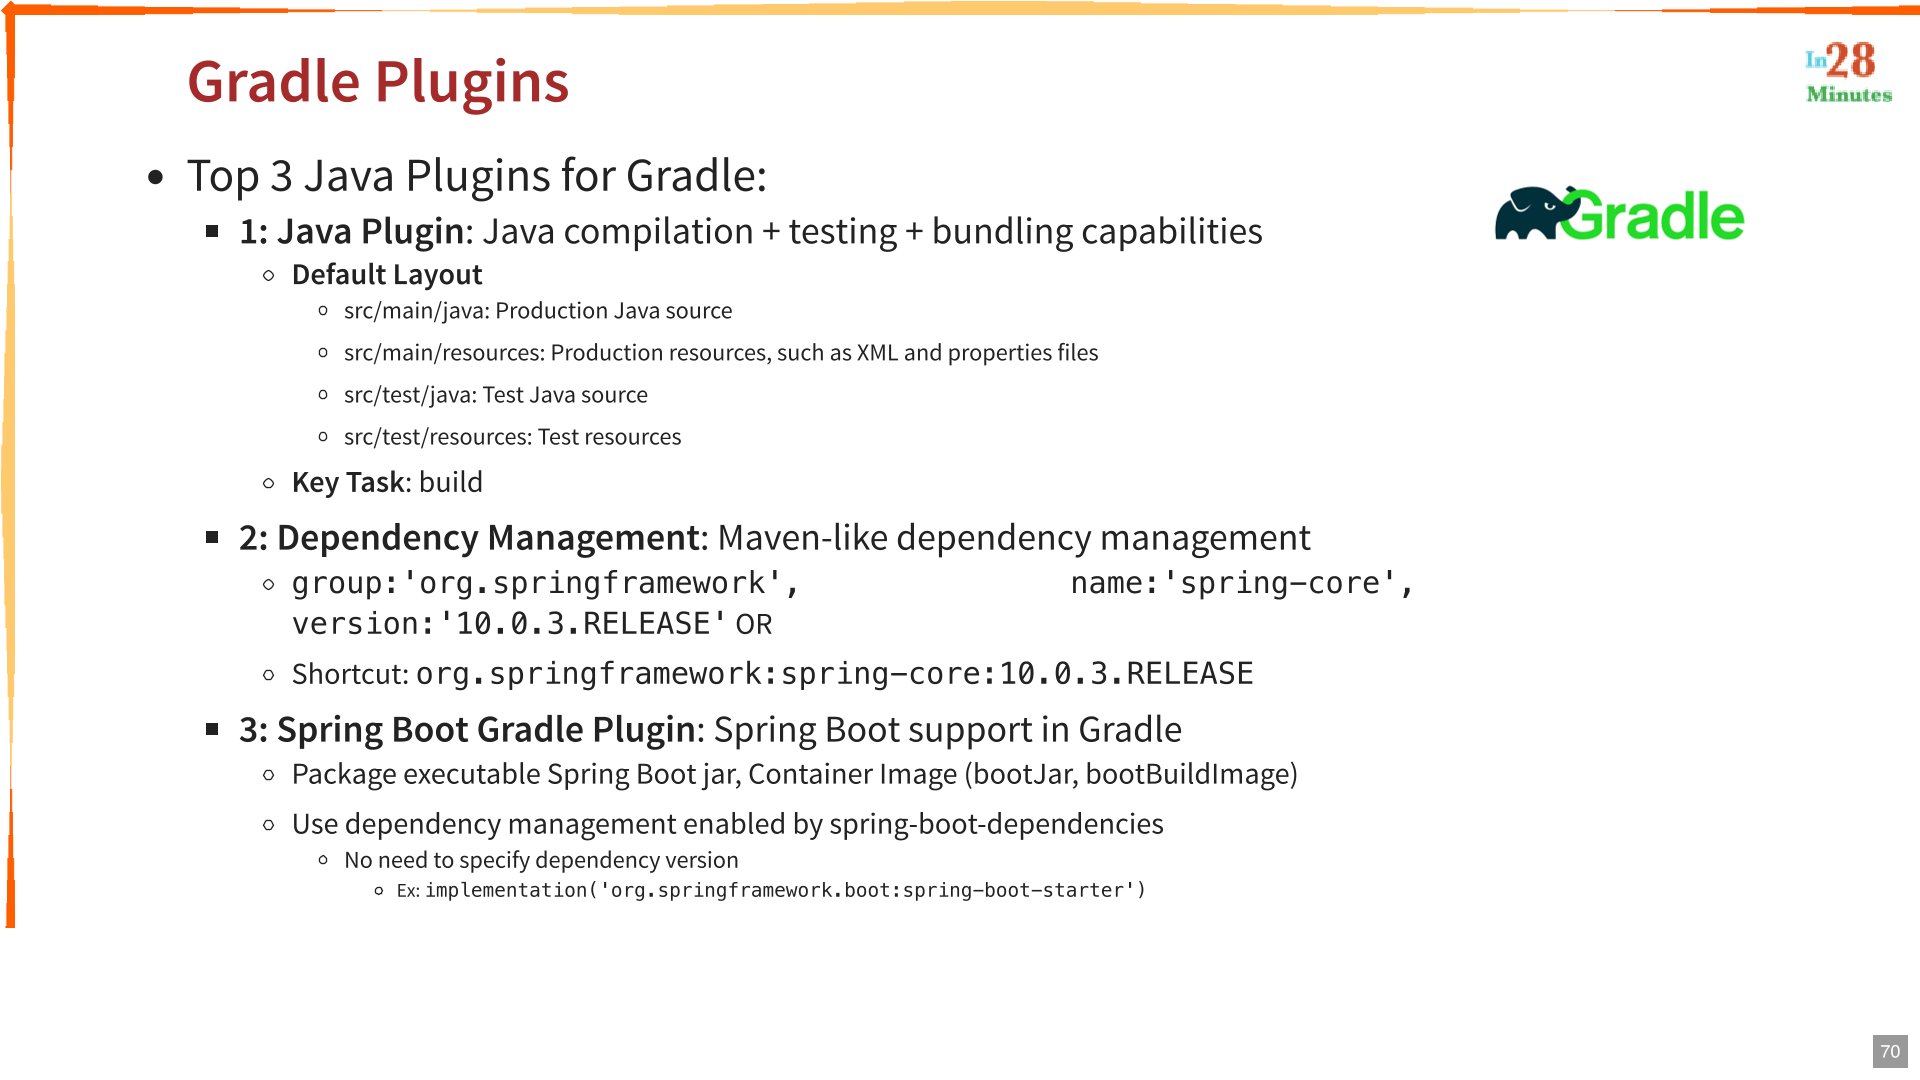 Gradle Plugins
In28
Minutes
Top 3 Java Plugins for Gradle:
Gradle
1: Java Plugin: Java compilation + testing + bundling capabilities
Default Layout
src/main/java: Production Java source
src/main/resources: Production resources, such as XML and properties files
src/test/java: Test Java source
src/test/resources: Test resources
Key Task: build
2: Dependency Management: Maven-like dependency management
group:'org.springframework', name:'spring-core',
version:'10.0.3.RELEASE' OR
Shortcut: org.springframework:spring-core:10.0.3.RELEASE
3: Spring Boot Gradle Plugin: Spring Boot support in Gradle
Package executable Spring Boot jar, Container Image (bootJar, bootBuildImage)
Use dependency management enabled by spring-boot-dependencies
No need to specify dependency version
Ex: implementation('org.springframework.boot:spring-boot-starter')
70